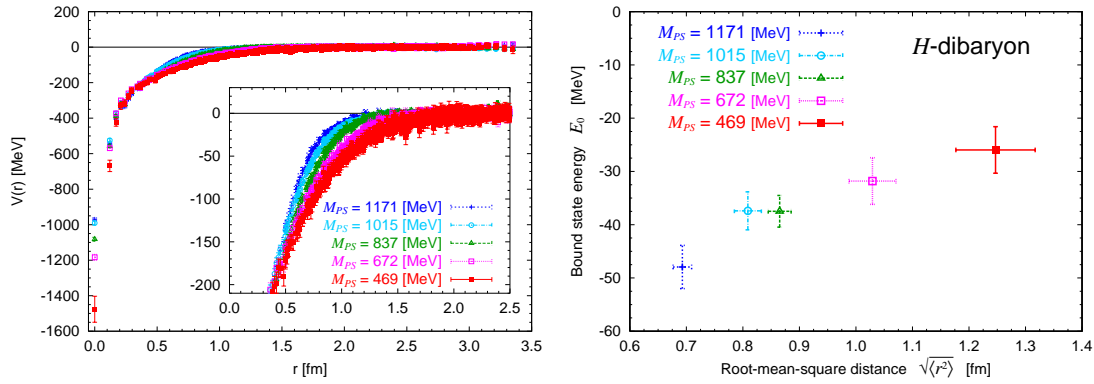 V(r) [MeV]
200
0
-200
-400
-600
-800
-1000
-1200
-1400
-1600
0.0 0.5 1.0 1.5 2.0 2.5 3.0 3.5
r [fm]
0
-50
-100
-150
-200
0.0 0.5 1.0 1.5 2.0 2.5
M_PS = 1171 [MeV]
M_PS = 1015 [MeV]
M_PS = 837 [MeV]
M_PS = 672 [MeV]
M_PS = 469 [MeV]
H-dibaryon
M_PS = 1171 [MeV]
M_PS = 1015 [MeV]
M_PS = 837 [MeV]
M_PS = 672 [MeV]
M_PS = 469 [MeV]
Bound state energy E₀ [MeV]
0
-10
-20
-30
-40
-50
-60
0.6 0.7 0.8 0.9 1.0 1.1 1.2 1.3 1.4
Root-mean-square distance √⟨r²⟩ [fm]